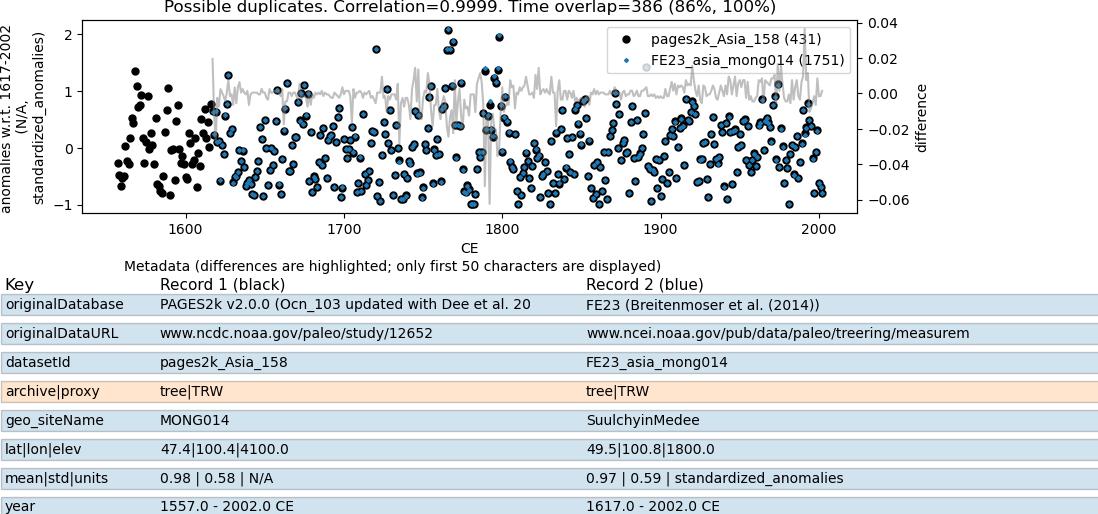 Possible duplicates. Correlation=0.9999. Time overlap=386 (86%, 100%)
anomalies w.r.t. 1617-2002
(N/A,
standardized_anomalies)
2
1
0
−1
pages2k_Asia_158 (431)
FE23_asia_mong014 (1751)
0.04
0.02
0.00
−0.02
−0.04
−0.06
difference
1600 1700 1800 1900 2000
CE
Metadata (differences are highlighted; only first 50 characters are displayed)
Key Record 1 (black) Record 2 (blue)
originalDatabase PAGES2k v2.0.0 (Ocn_103 updated with Dee et al. 20 FE23 (Breitenmoser et al. (2014))
originalDataURL www.ncdc.noaa.gov/paleo/study/12652 www.ncei.noaa.gov/pub/data/paleo/treering/measurem
datasetId pages2k_Asia_158 FE23_asia_mong014
archive|proxy tree|TRW tree|TRW
geo_siteName MONG014 SuulchyinMedee
lat|lon|elev 47.4|100.4|4100.0 49.5|100.8|1800.0
mean|std|units 0.98 | 0.58 | N/A 0.97 | 0.59 | standardized_anomalies
year 1557.0 - 2002.0 CE 1617.0 - 2002.0 CE